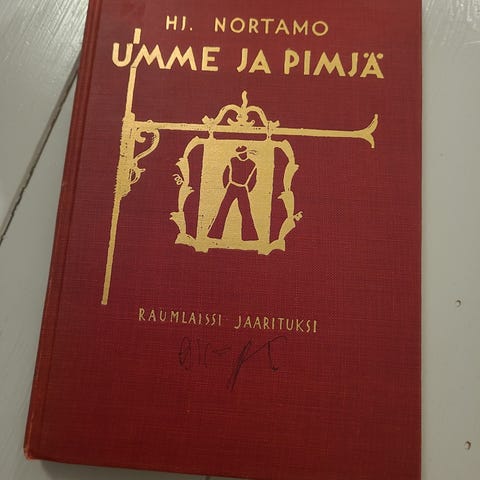 HJ. NORTAMO
UMME JA PIMJÄ
RAUMLAISSI JAARITUKSI